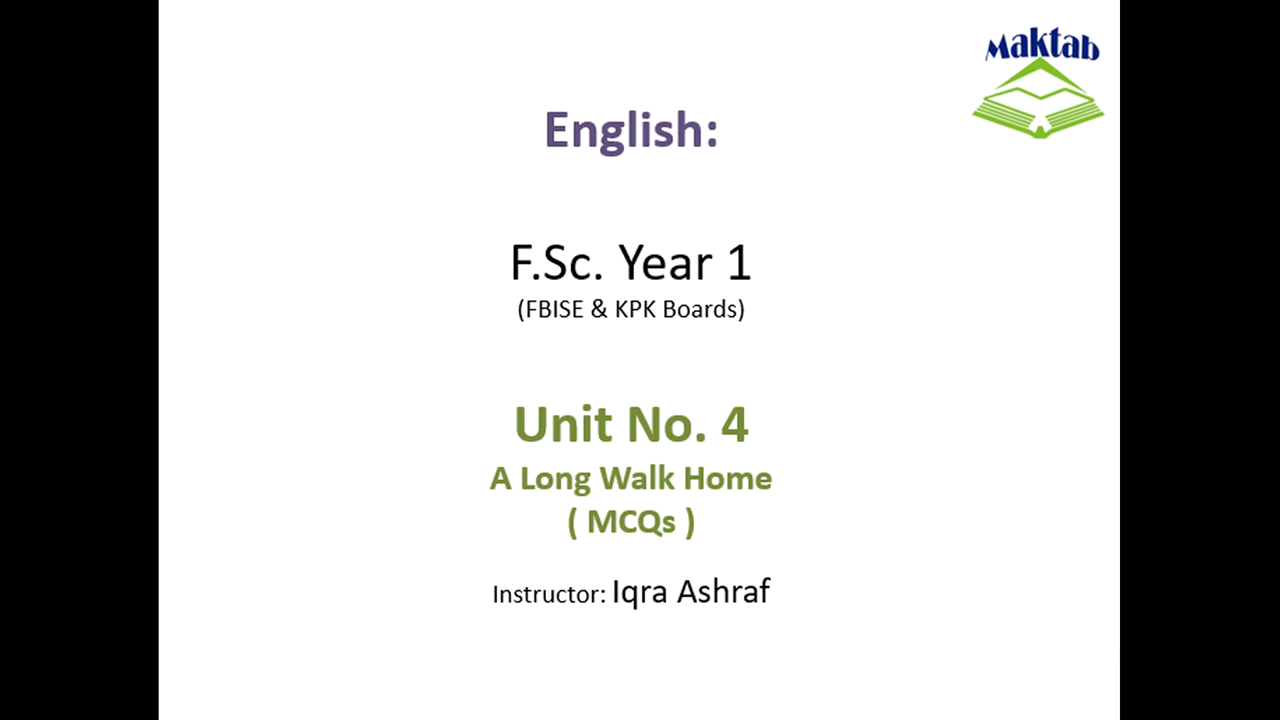 Maktab
English:
F.Sc. Year 1
(FBISE & KPK Boards)
Unit No. 4
A Long Walk Home
( MCQs )
Instructor: Iqra Ashraf